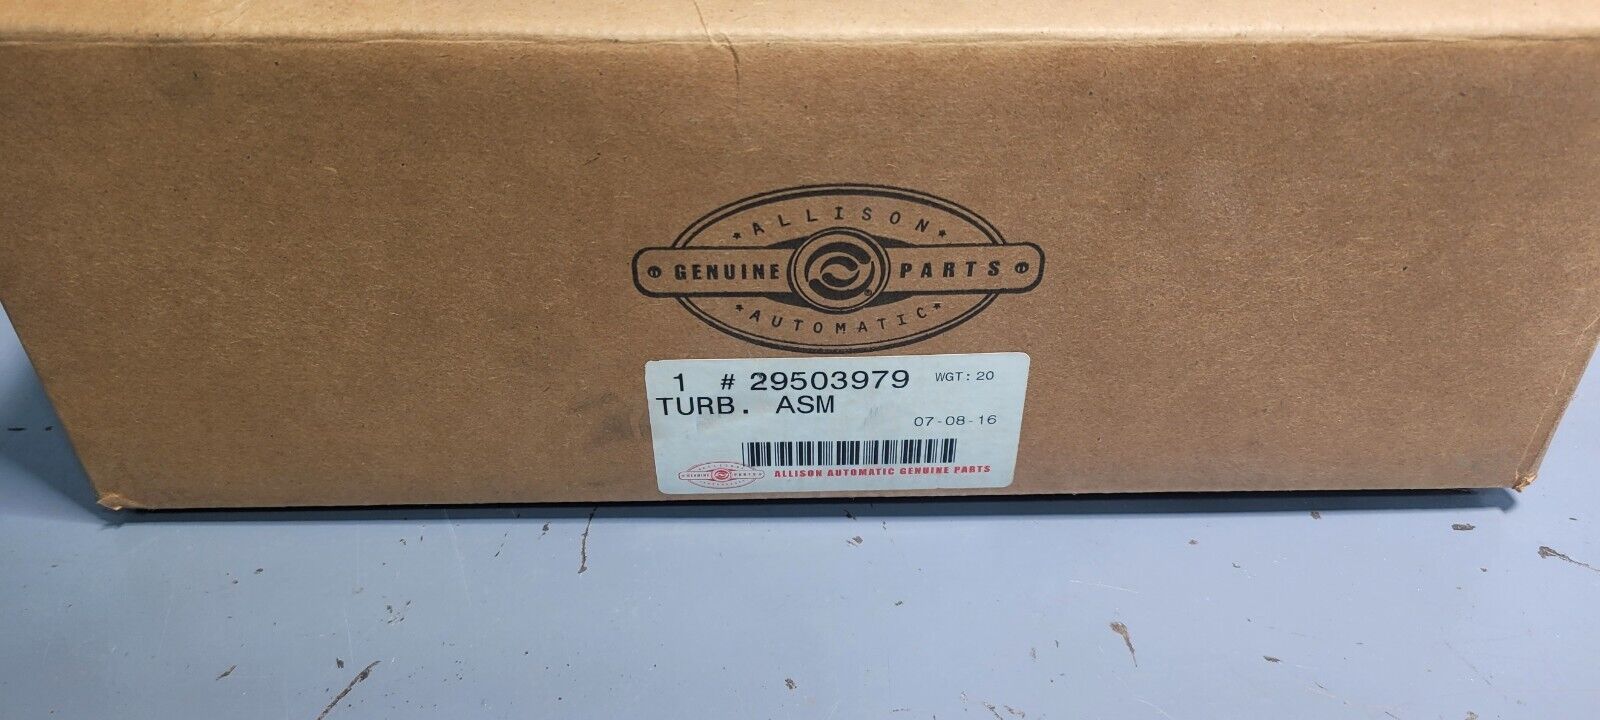 ALLISON
GENUINE PARTS
AUTOMATIC
1 # 29503979 WGT: 20
TURB. ASM
07-08-16
ALLISON AUTOMATIC GENUINE PARTS